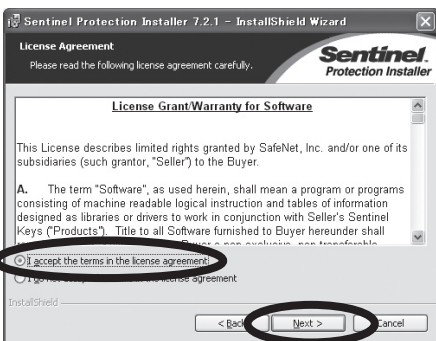 Sentinel Protection Installer 7.2.1 - InstallShield Wizard
License Agreement
Please read the following license agreement carefully.
Sentinel.
Protection Installer
License Grant/Warranty for Software
This License describes limited rights granted by SafeNet, Inc. and/or one of its
subsidiaries (such grantor, "Seller") to the Buyer.
A. The term "Software", as used herein, shall mean a program or programs
consisting of machine readable logical instruction and tables of information
designed as libraries or drivers to work in conjunction with Seller's Sentinel
Keys ("Products"). Title to all Software furnished to Buyer hereunder shall
I accept the terms in the license agreement
agreement
InstallShield
< Back
Next >
Cancel